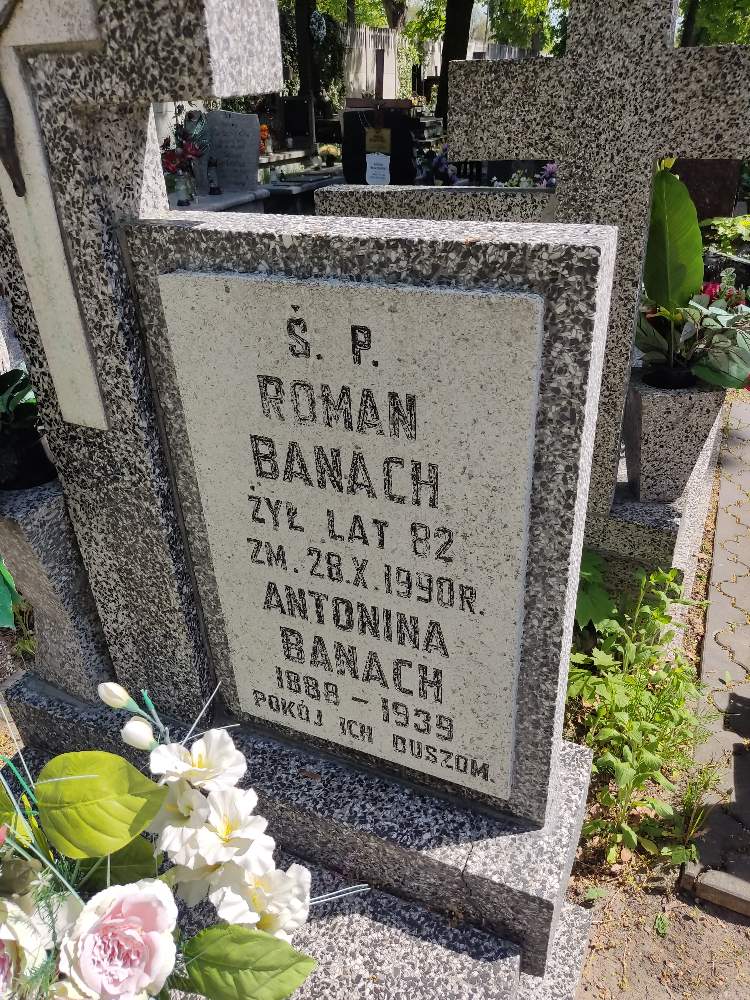 Ś. P.
ROMAN
BANACH
ŻYŁ LAT 82
ZM. 28.X.1990R.
ANTONINA
BANACH
1888-1939
POKÓJ ICH DUSZOM.